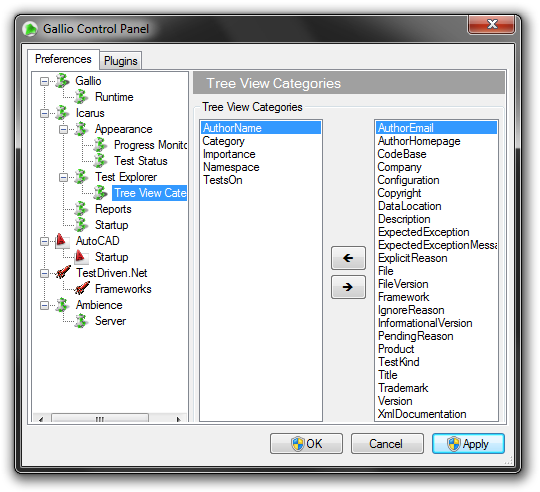 Gallio Control Panel
Preferences
Plugins
Gallio
Runtime
Icarus
Appearance
Progress Monito
Test Status
Test Explorer
Tree View Cate
Reports
Startup
AutoCAD
Startup
TestDriven.Net
Frameworks
Ambience
Server
Tree View Categories
Tree View Categories
AuthorName
Category
Importance
Namespace
TestsOn
AuthorEmail
AuthorHomepage
CodeBase
Company
Configuration
Copyright
DataLocation
Description
ExpectedException
ExpectedExceptionMessa
ExplicitReason
File
FileVersion
Framework
IgnoreReason
InformationalVersion
PendingReason
Product
TestKind
Title
Trademark
Version
XmlDocumentation
OK
Cancel
Apply